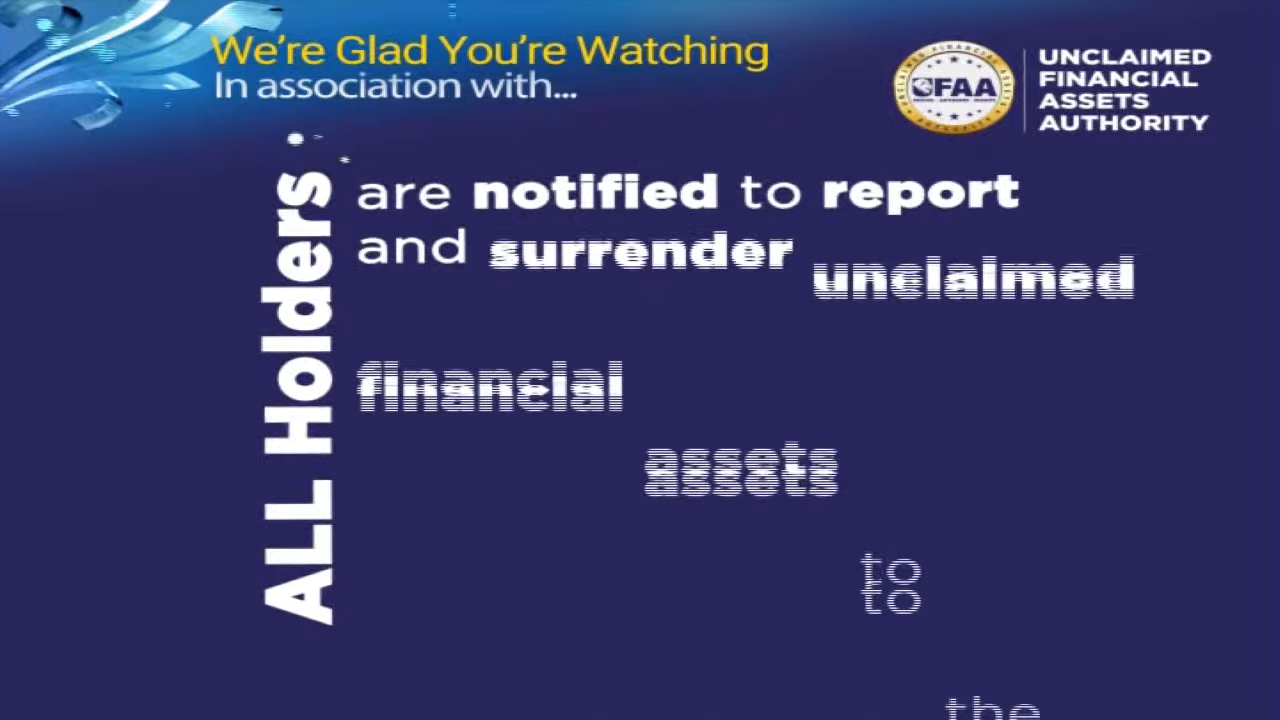 We're Glad You're Watching
In association with...
UFAA
UNCLAIMED
FINANCIAL
ASSETS
AUTHORITY
ALL Holders
are notified to report
and surrender unclaimed
financial
assets
to
the